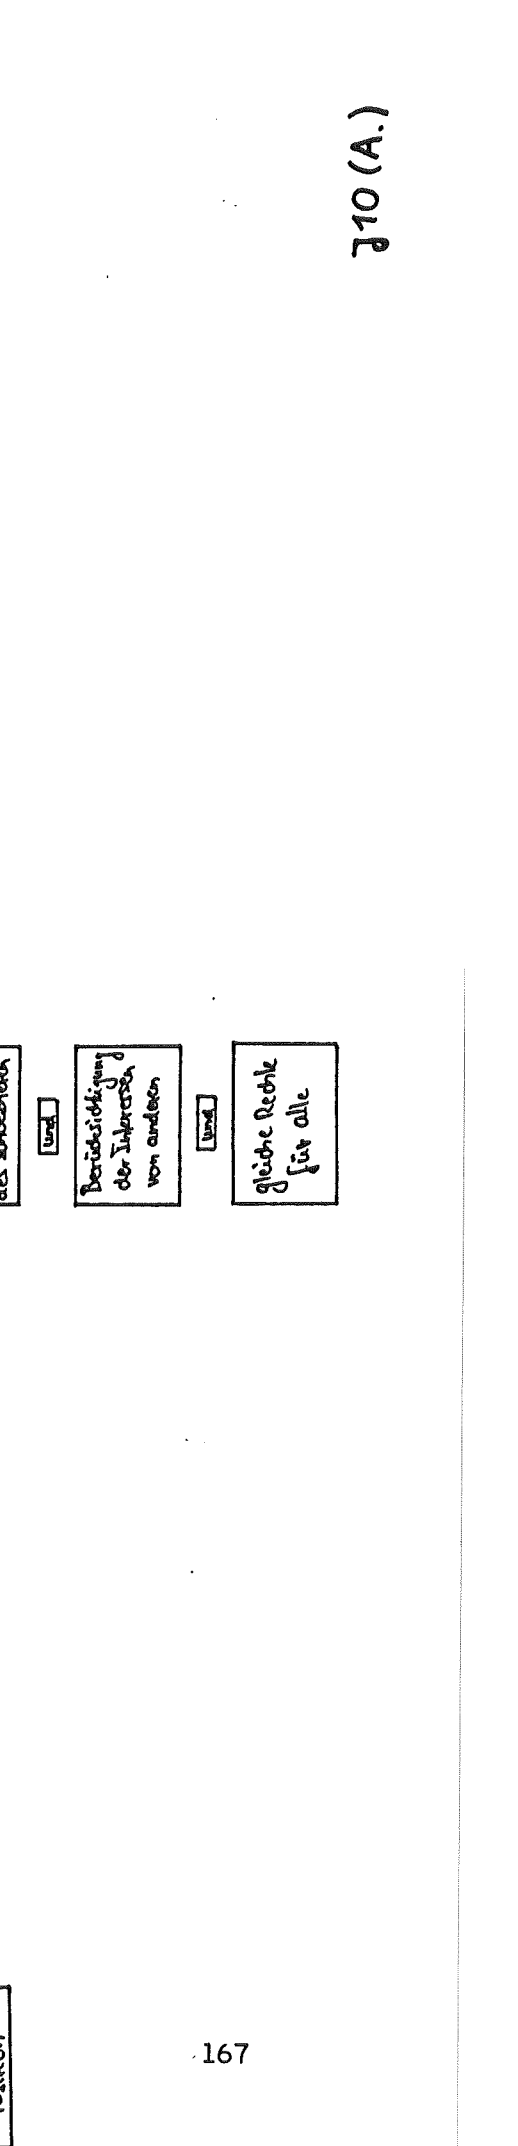 J10 (A.)
und
Berücksichtigung
der Interessen
von anderen
und
gleiche Rechte
für alle
167